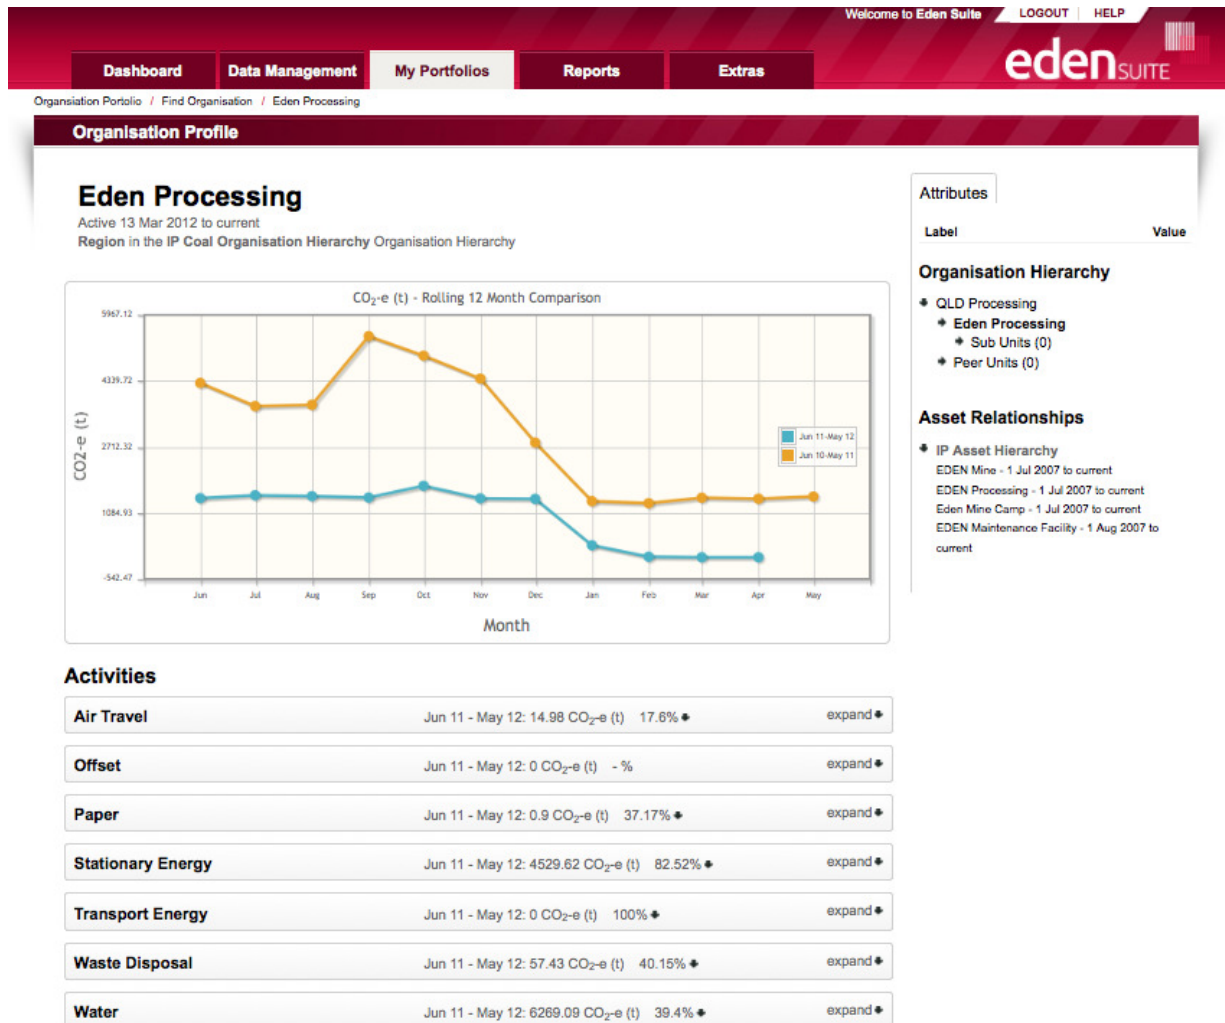 Welcome to Eden Suite LOGOUT HELP
edenSUITE
Dashboard Data Management My Portfolios Reports Extras
Organsiation Portolio / Find Organisation / Eden Processing
Organisation Profile
Eden Processing
Active 13 Mar 2012 to current
Region in the IP Coal Organisation Hierarchy Organisation Hierarchy
CO₂-e (t) - Rolling 12 Month Comparison
5967.12
4339.72
2712.32
1084.93
-542.47
CO2-e (t)
Jun 11-May 12
Jun 10-May 11
Jun Jul Aug Sep Oct Nov Dec Jan Feb Mar Apr May
Month
Attributes
Label Value
Organisation Hierarchy
QLD Processing
Eden Processing
Sub Units (0)
Peer Units (0)
Asset Relationships
IP Asset Hierarchy
EDEN Mine - 1 Jul 2007 to current
EDEN Processing - 1 Jul 2007 to current
Eden Mine Camp - 1 Jul 2007 to current
EDEN Maintenance Facility - 1 Aug 2007 to
current
Activities
Air Travel Jun 11 - May 12: 14.98 CO₂-e (t) 17.6% expand
Offset Jun 11 - May 12: 0 CO₂-e (t) - % expand
Paper Jun 11 - May 12: 0.9 CO₂-e (t) 37.17% expand
Stationary Energy Jun 11 - May 12: 4529.62 CO₂-e (t) 82.52% expand
Transport Energy Jun 11 - May 12: 0 CO₂-e (t) 100% expand
Waste Disposal Jun 11 - May 12: 57.43 CO₂-e (t) 40.15% expand
Water Jun 11 - May 12: 6269.09 CO₂-e (t) 39.4% expand